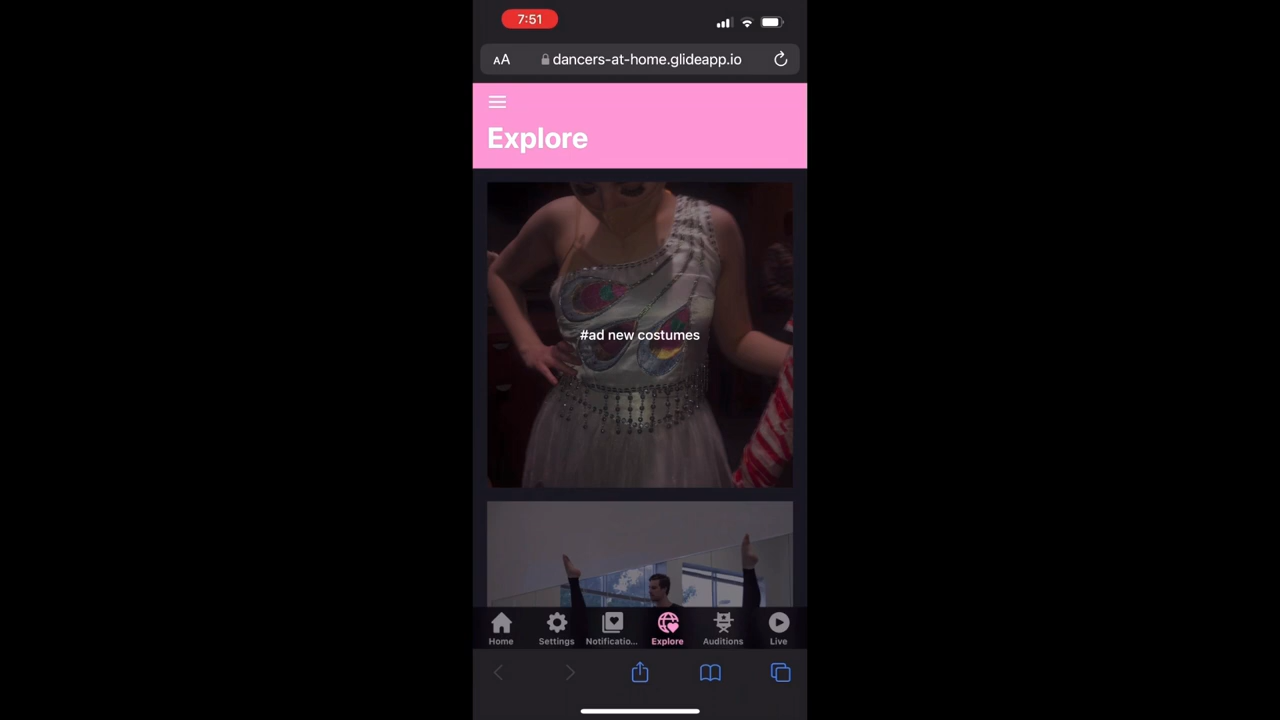 7:51
AA dancers-at-home.glideapp.io
Explore
#ad new costumes
Home Settings Notificatio... Explore Auditions Live